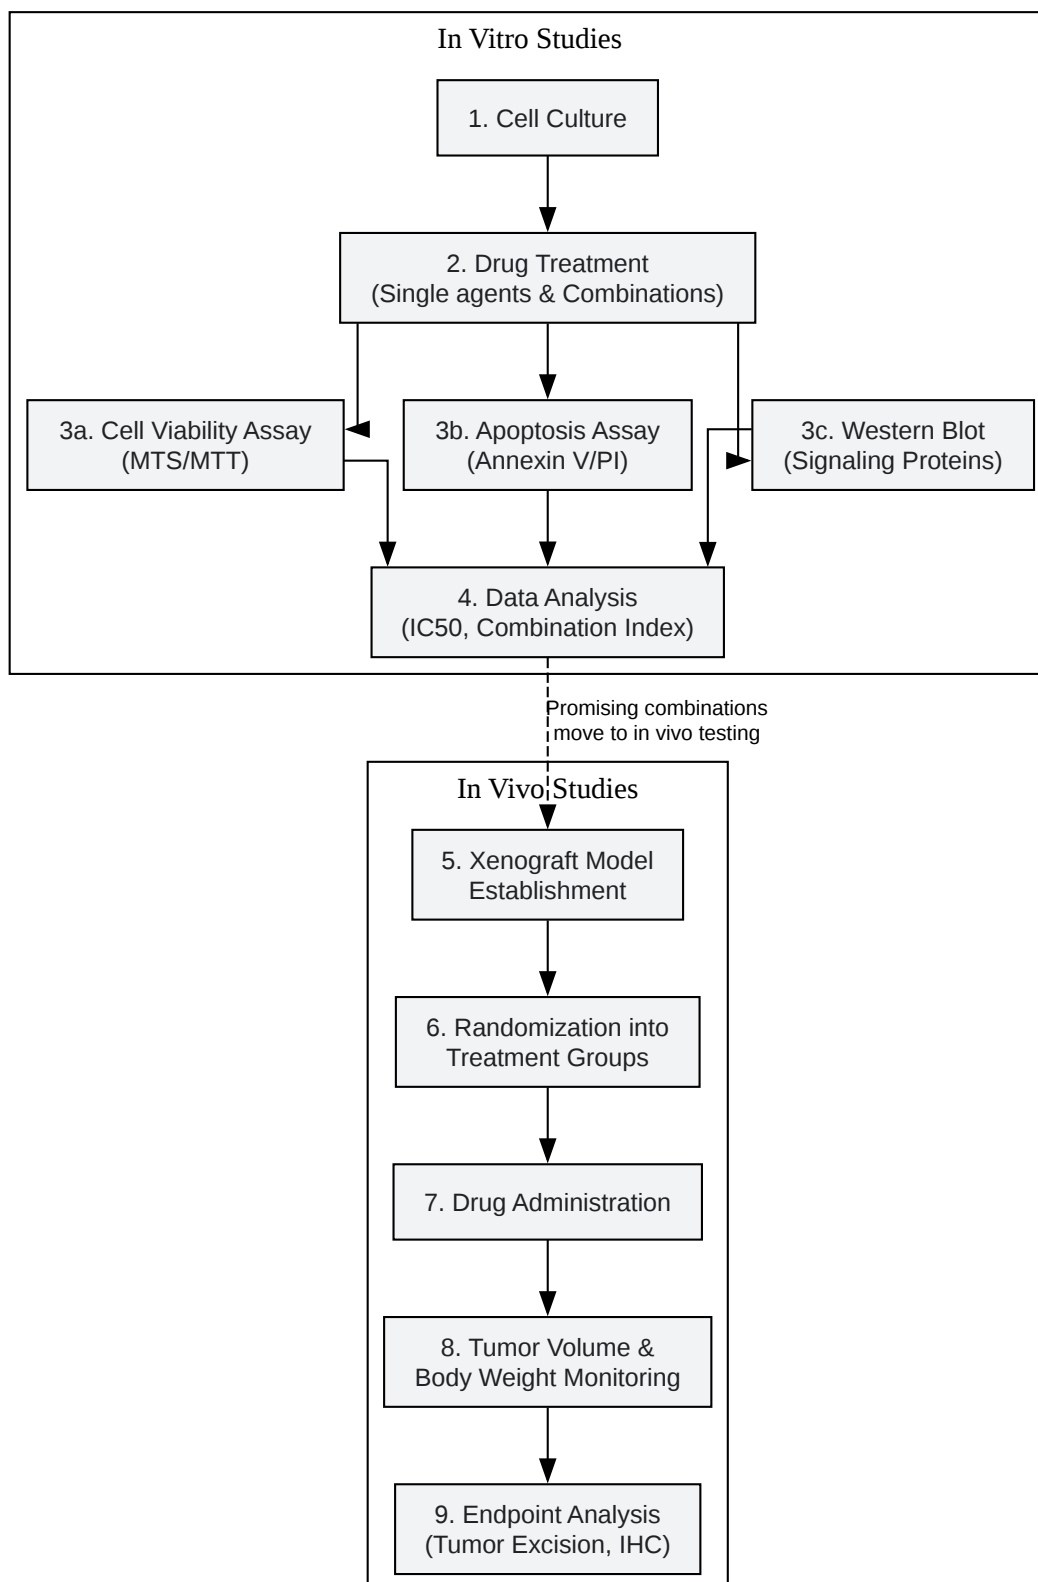 In Vitro Studies
1. Cell Culture
2. Drug Treatment
(Single agents & Combinations)
3a. Cell Viability Assay
(MTS/MTT)
3b. Apoptosis Assay
(Annexin V/PI)
3c. Western Blot
(Signaling Proteins)
4. Data Analysis
(IC50, Combination Index)
Promising combinations
move to in vivo testing
In Vivo Studies
5. Xenograft Model
Establishment
6. Randomization into
Treatment Groups
7. Drug Administration
8. Tumor Volume &
Body Weight Monitoring
9. Endpoint Analysis
(Tumor Excision, IHC)